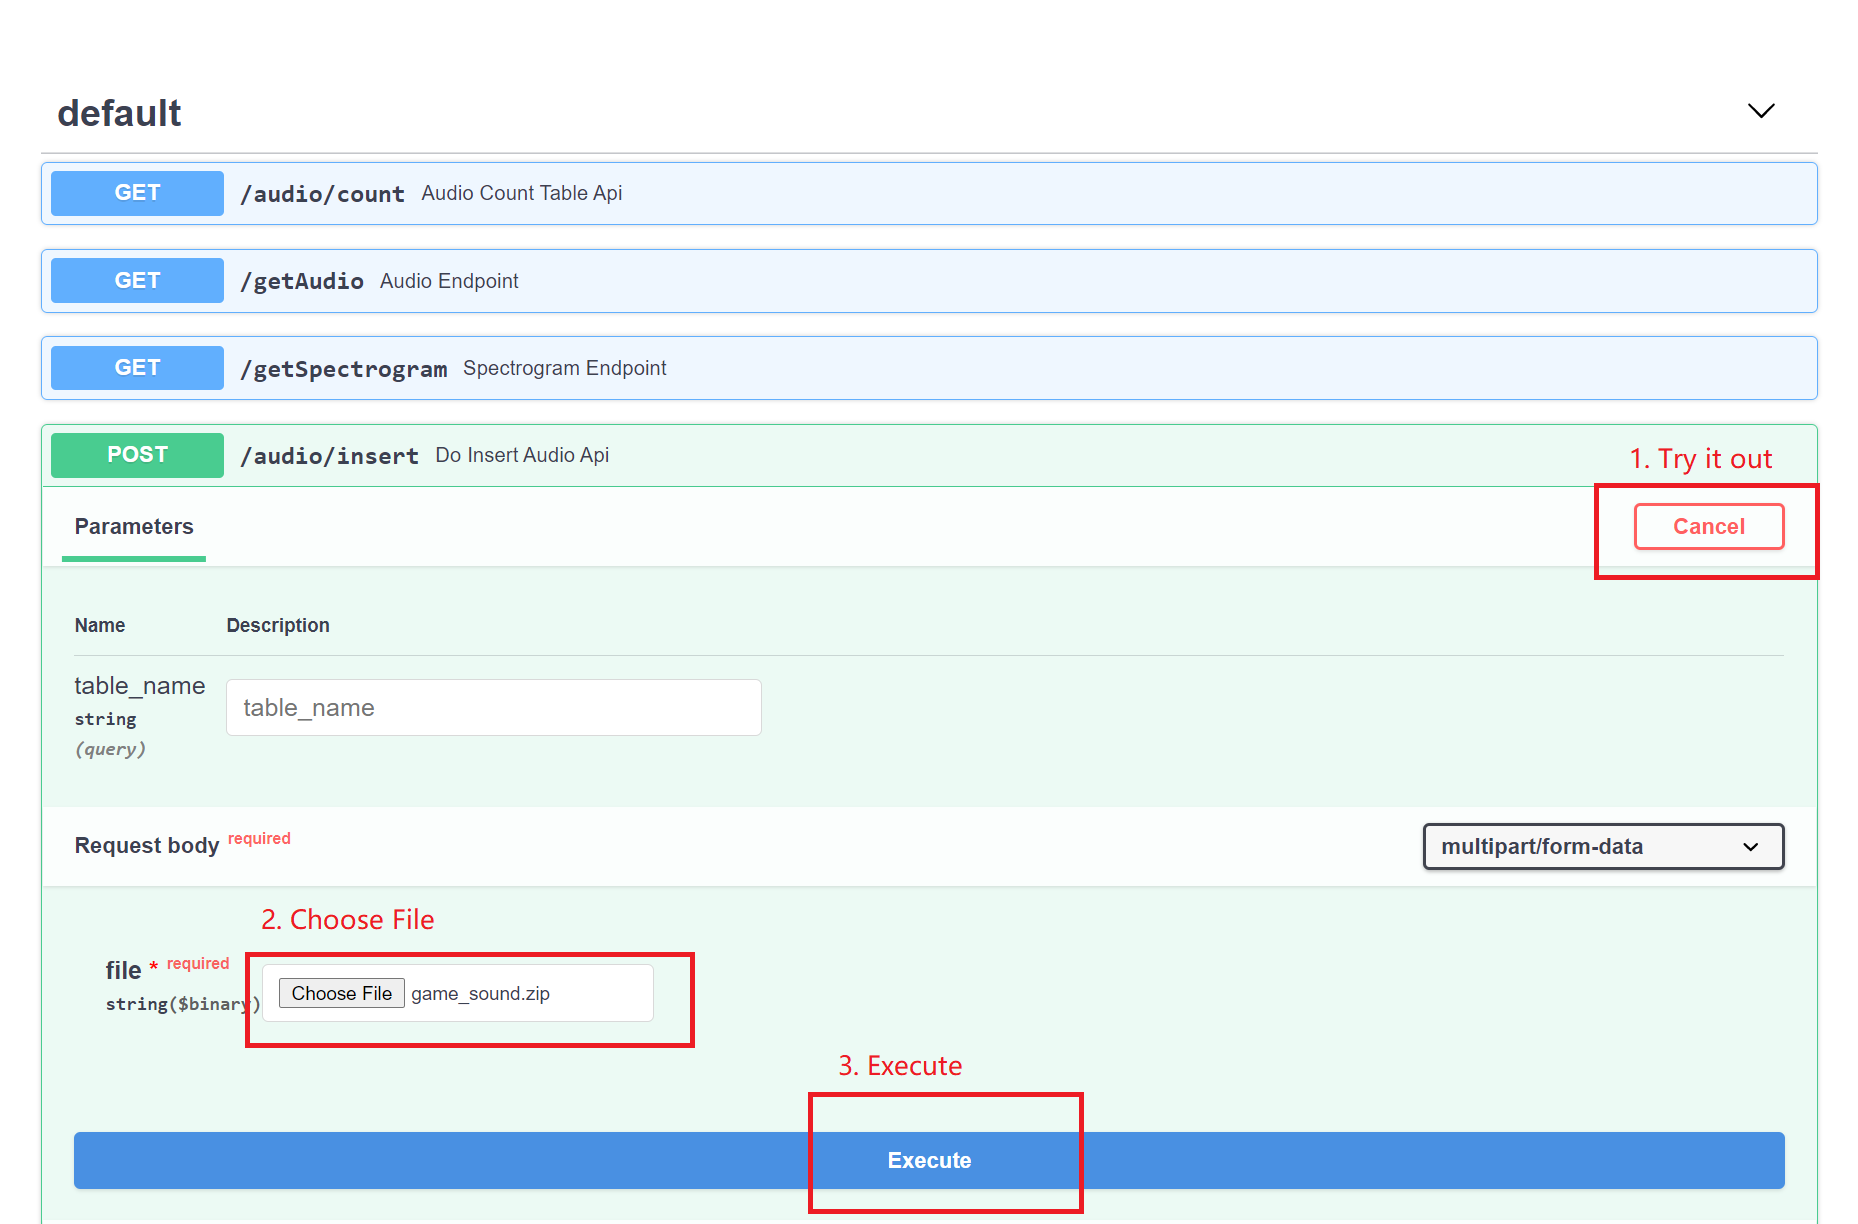 default
GET /audio/count Audio Count Table Api
GET /getAudio Audio Endpoint
GET /getSpectrogram Spectrogram Endpoint
POST /audio/insert Do Insert Audio Api
1. Try it out
Parameters
Cancel
Name Description
table_name
string
(query)
table_name
Request body required
multipart/form-data
2. Choose File
file * required
string($binary)
Choose File game_sound.zip
3. Execute
Execute